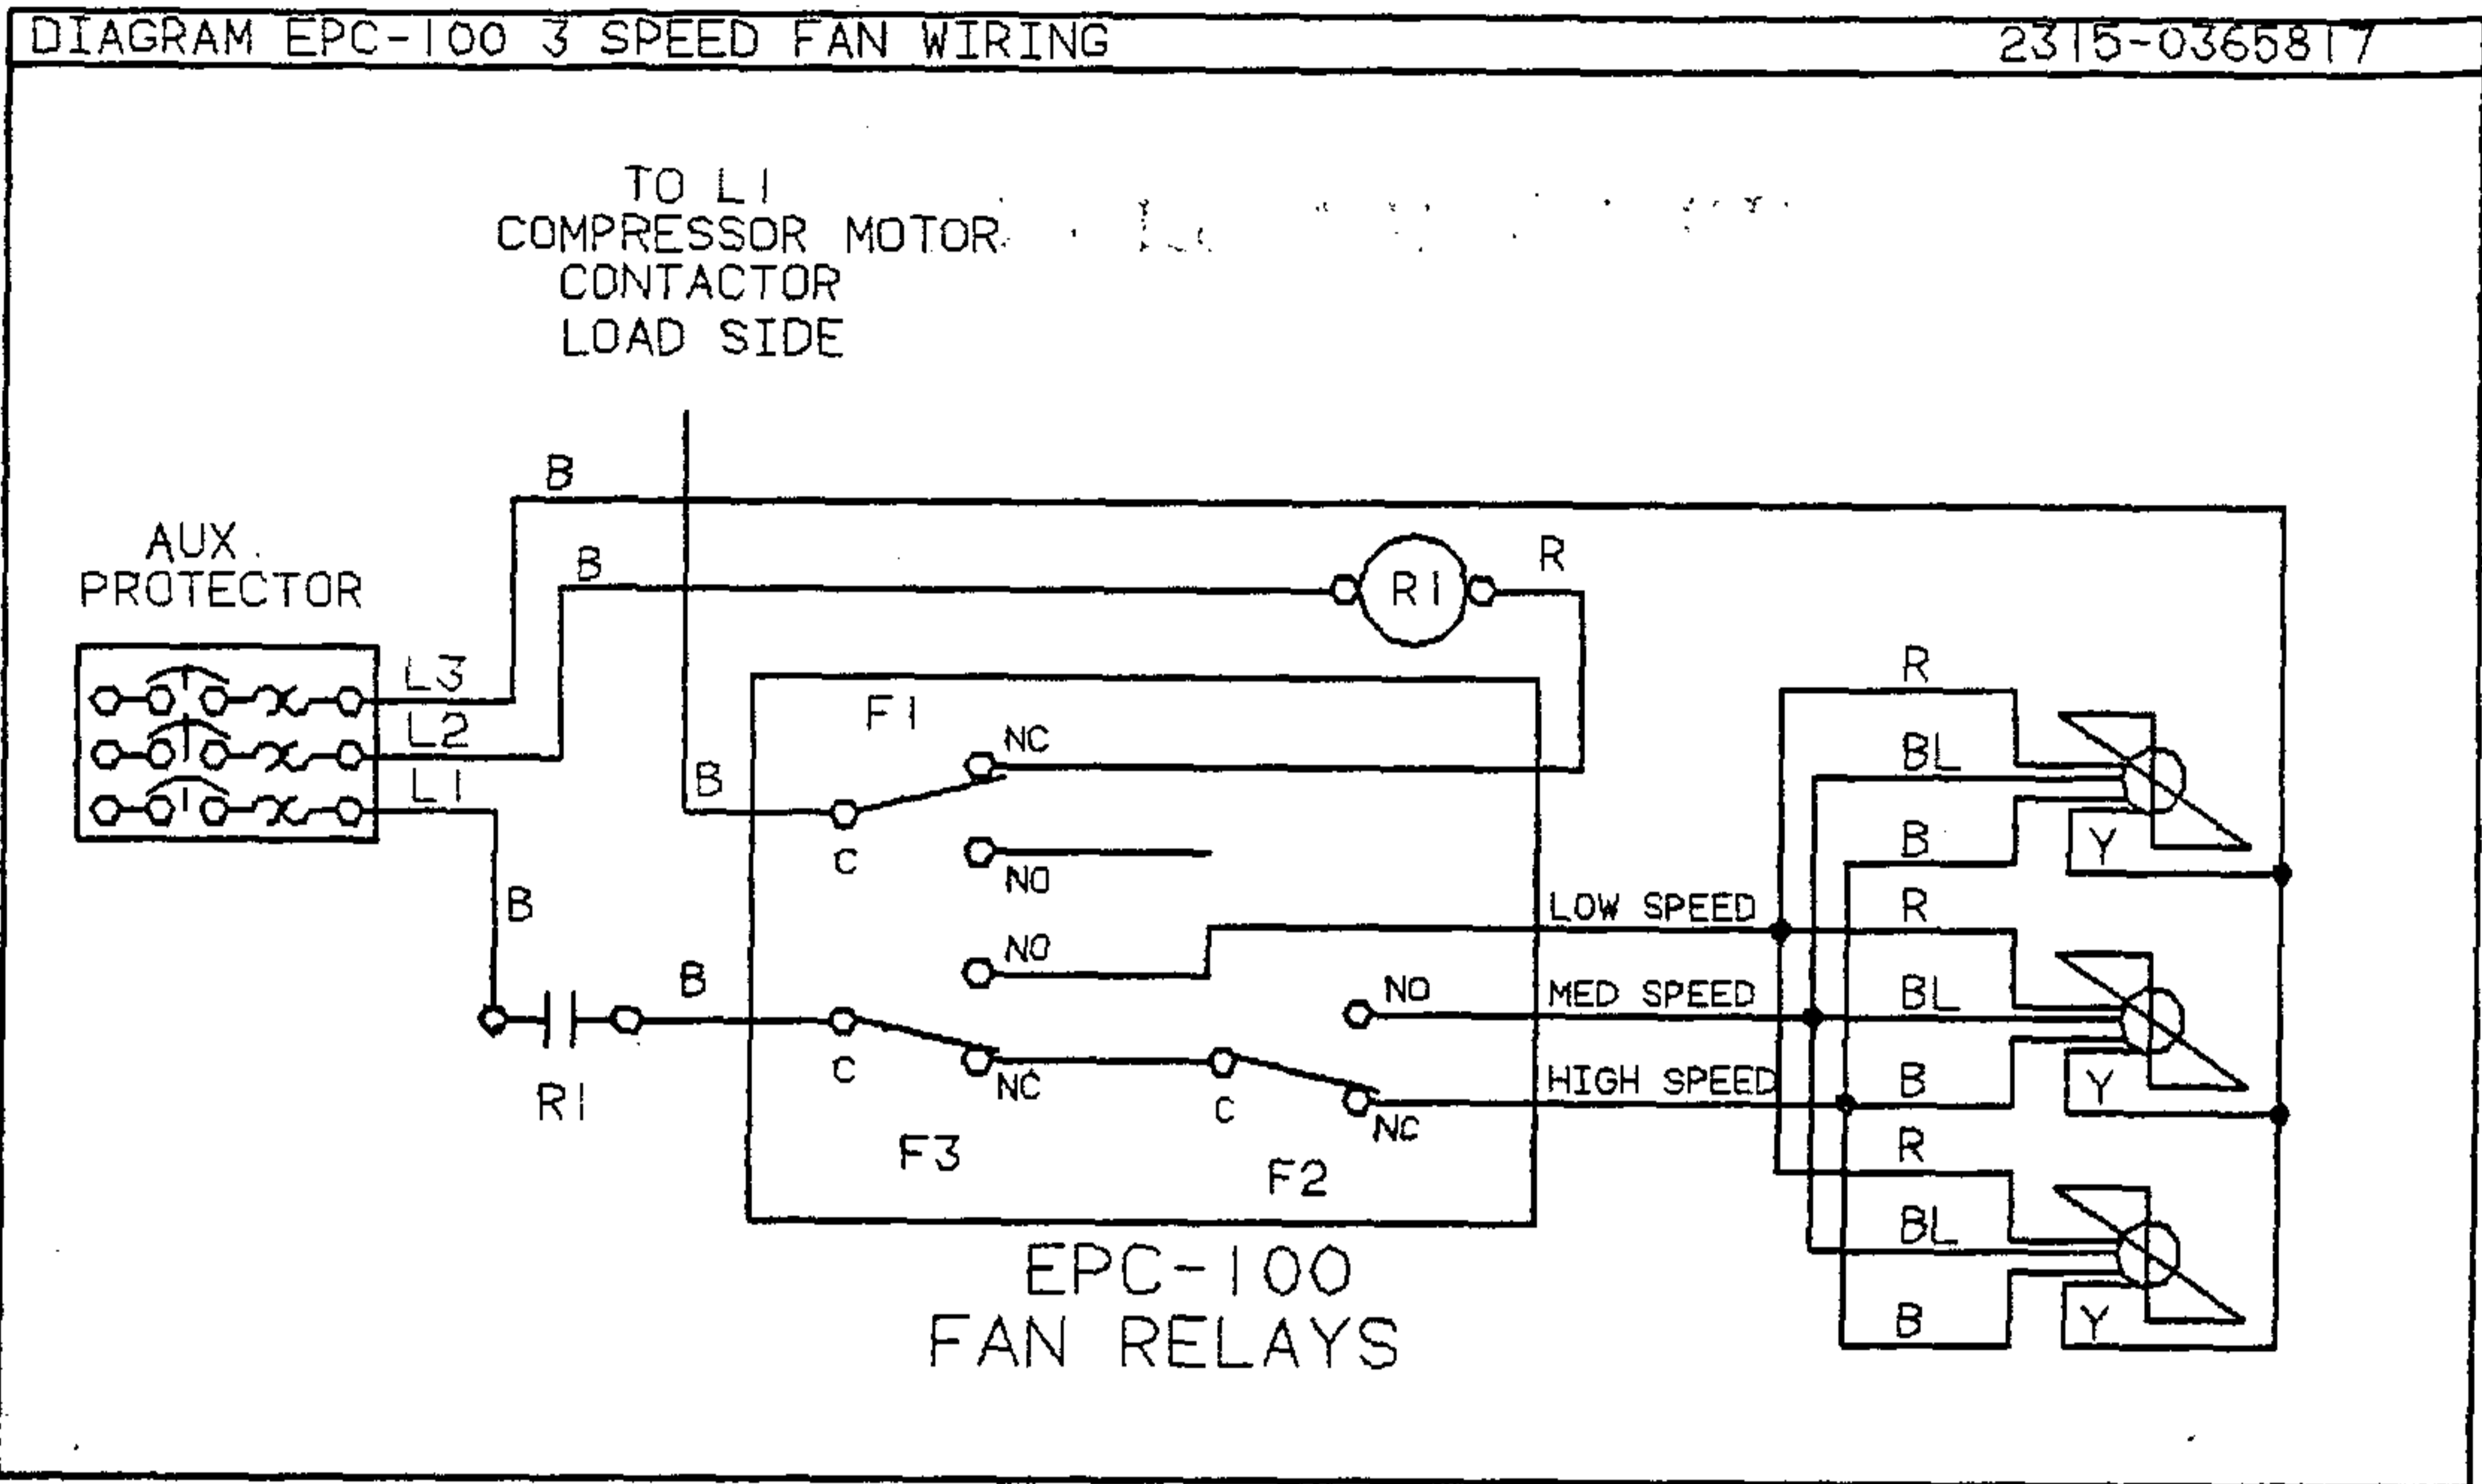 DIAGRAM EPC-100 3 SPEED FAN WIRING 2315-0365817
TO L1
COMPRESSOR MOTOR
CONTACTOR
LOAD SIDE
B
AUX.
PROTECTOR
B
R1
R
L3
L2
L1
F1
NC
B
C
NO
B
NO
B
C
NC
R1
F3
NO
C
NC
F2
LOW SPEED
MED SPEED
HIGH SPEED
R
BL
B
Y
R
BL
B
Y
R
BL
B
Y
EPC-100
FAN RELAYS